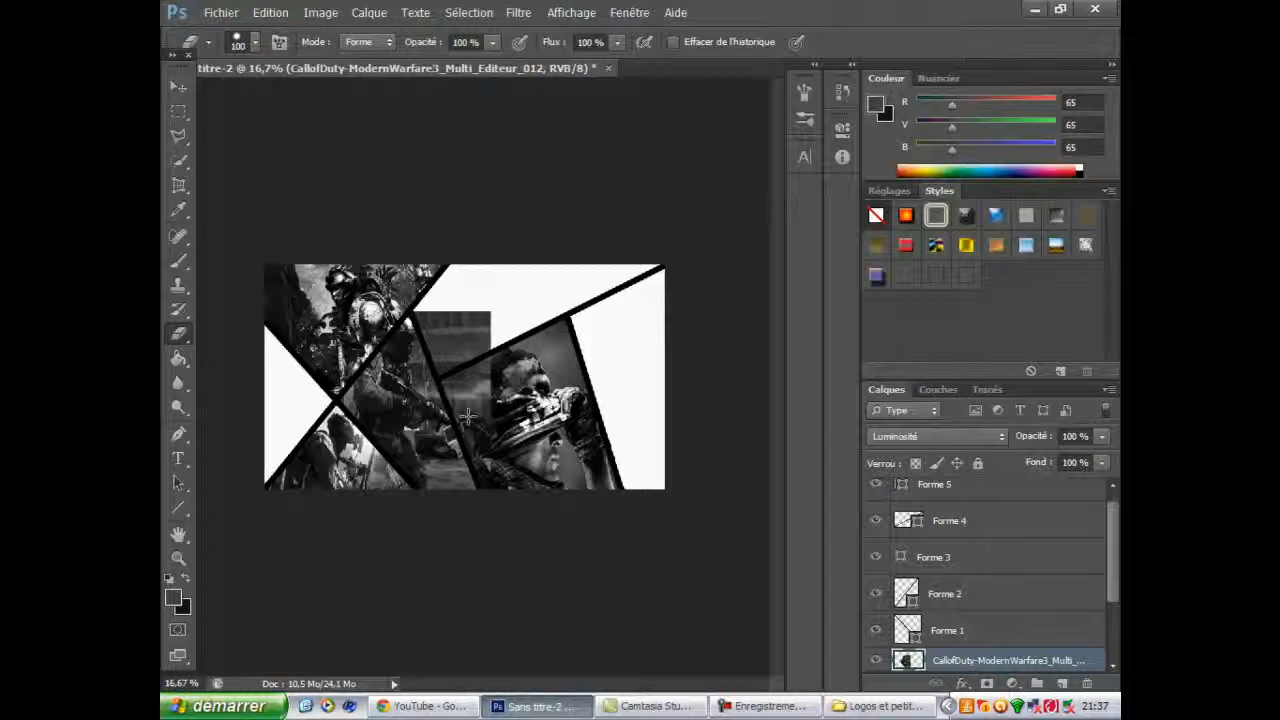 Ps Fichier Edition Image Calque Texte Sélection Filtre Affichage Fenêtre Aide
100 Mode : Forme Opacité : 100 % Flux : 100 % Effacer de l'historique
titre-2 @ 16,7% (CallofDuty-ModernWarfare3_Multi_Editeur_012, RVB/8) * ×
Couleur Nuancier
R 65
V 65
B 65
Réglages Styles
Calques Couches Tracés
Type
Luminosité Opacité : 100 %
Verrou : Fond : 100 %
Forme 5
Forme 4
Forme 3
Forme 2
Forme 1
CallofDuty-ModernWarfare3_Multi_...
16,67 % Doc : 10,5 Mo/24,1 Mo
démarrer YouTube - Go... Sans titre-2 ... Camtasia Stu... Enregistreme... Logos et petit... 21:37